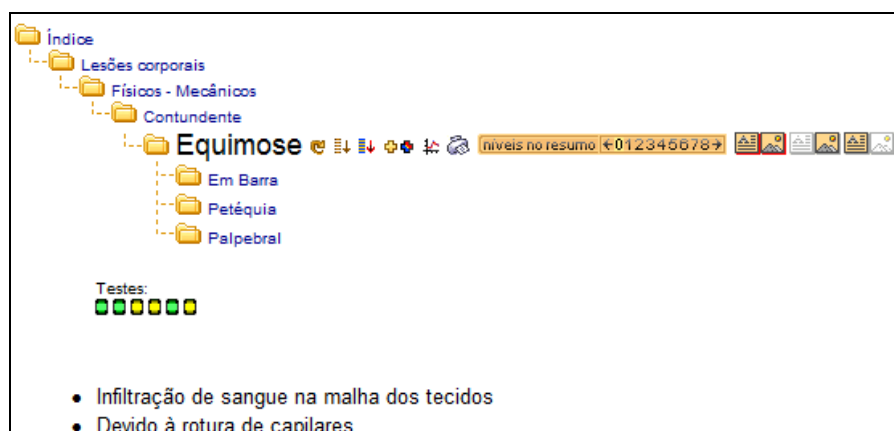 Índice
Lesões corporais
Físicos - Mecânicos
Contundente
Equimose níveis no resumo ←012345678→
Em Barra
Petéquia
Palpebral
Testes:
Infiltração de sangue na malha dos tecidos
Devido à rotura de capilares